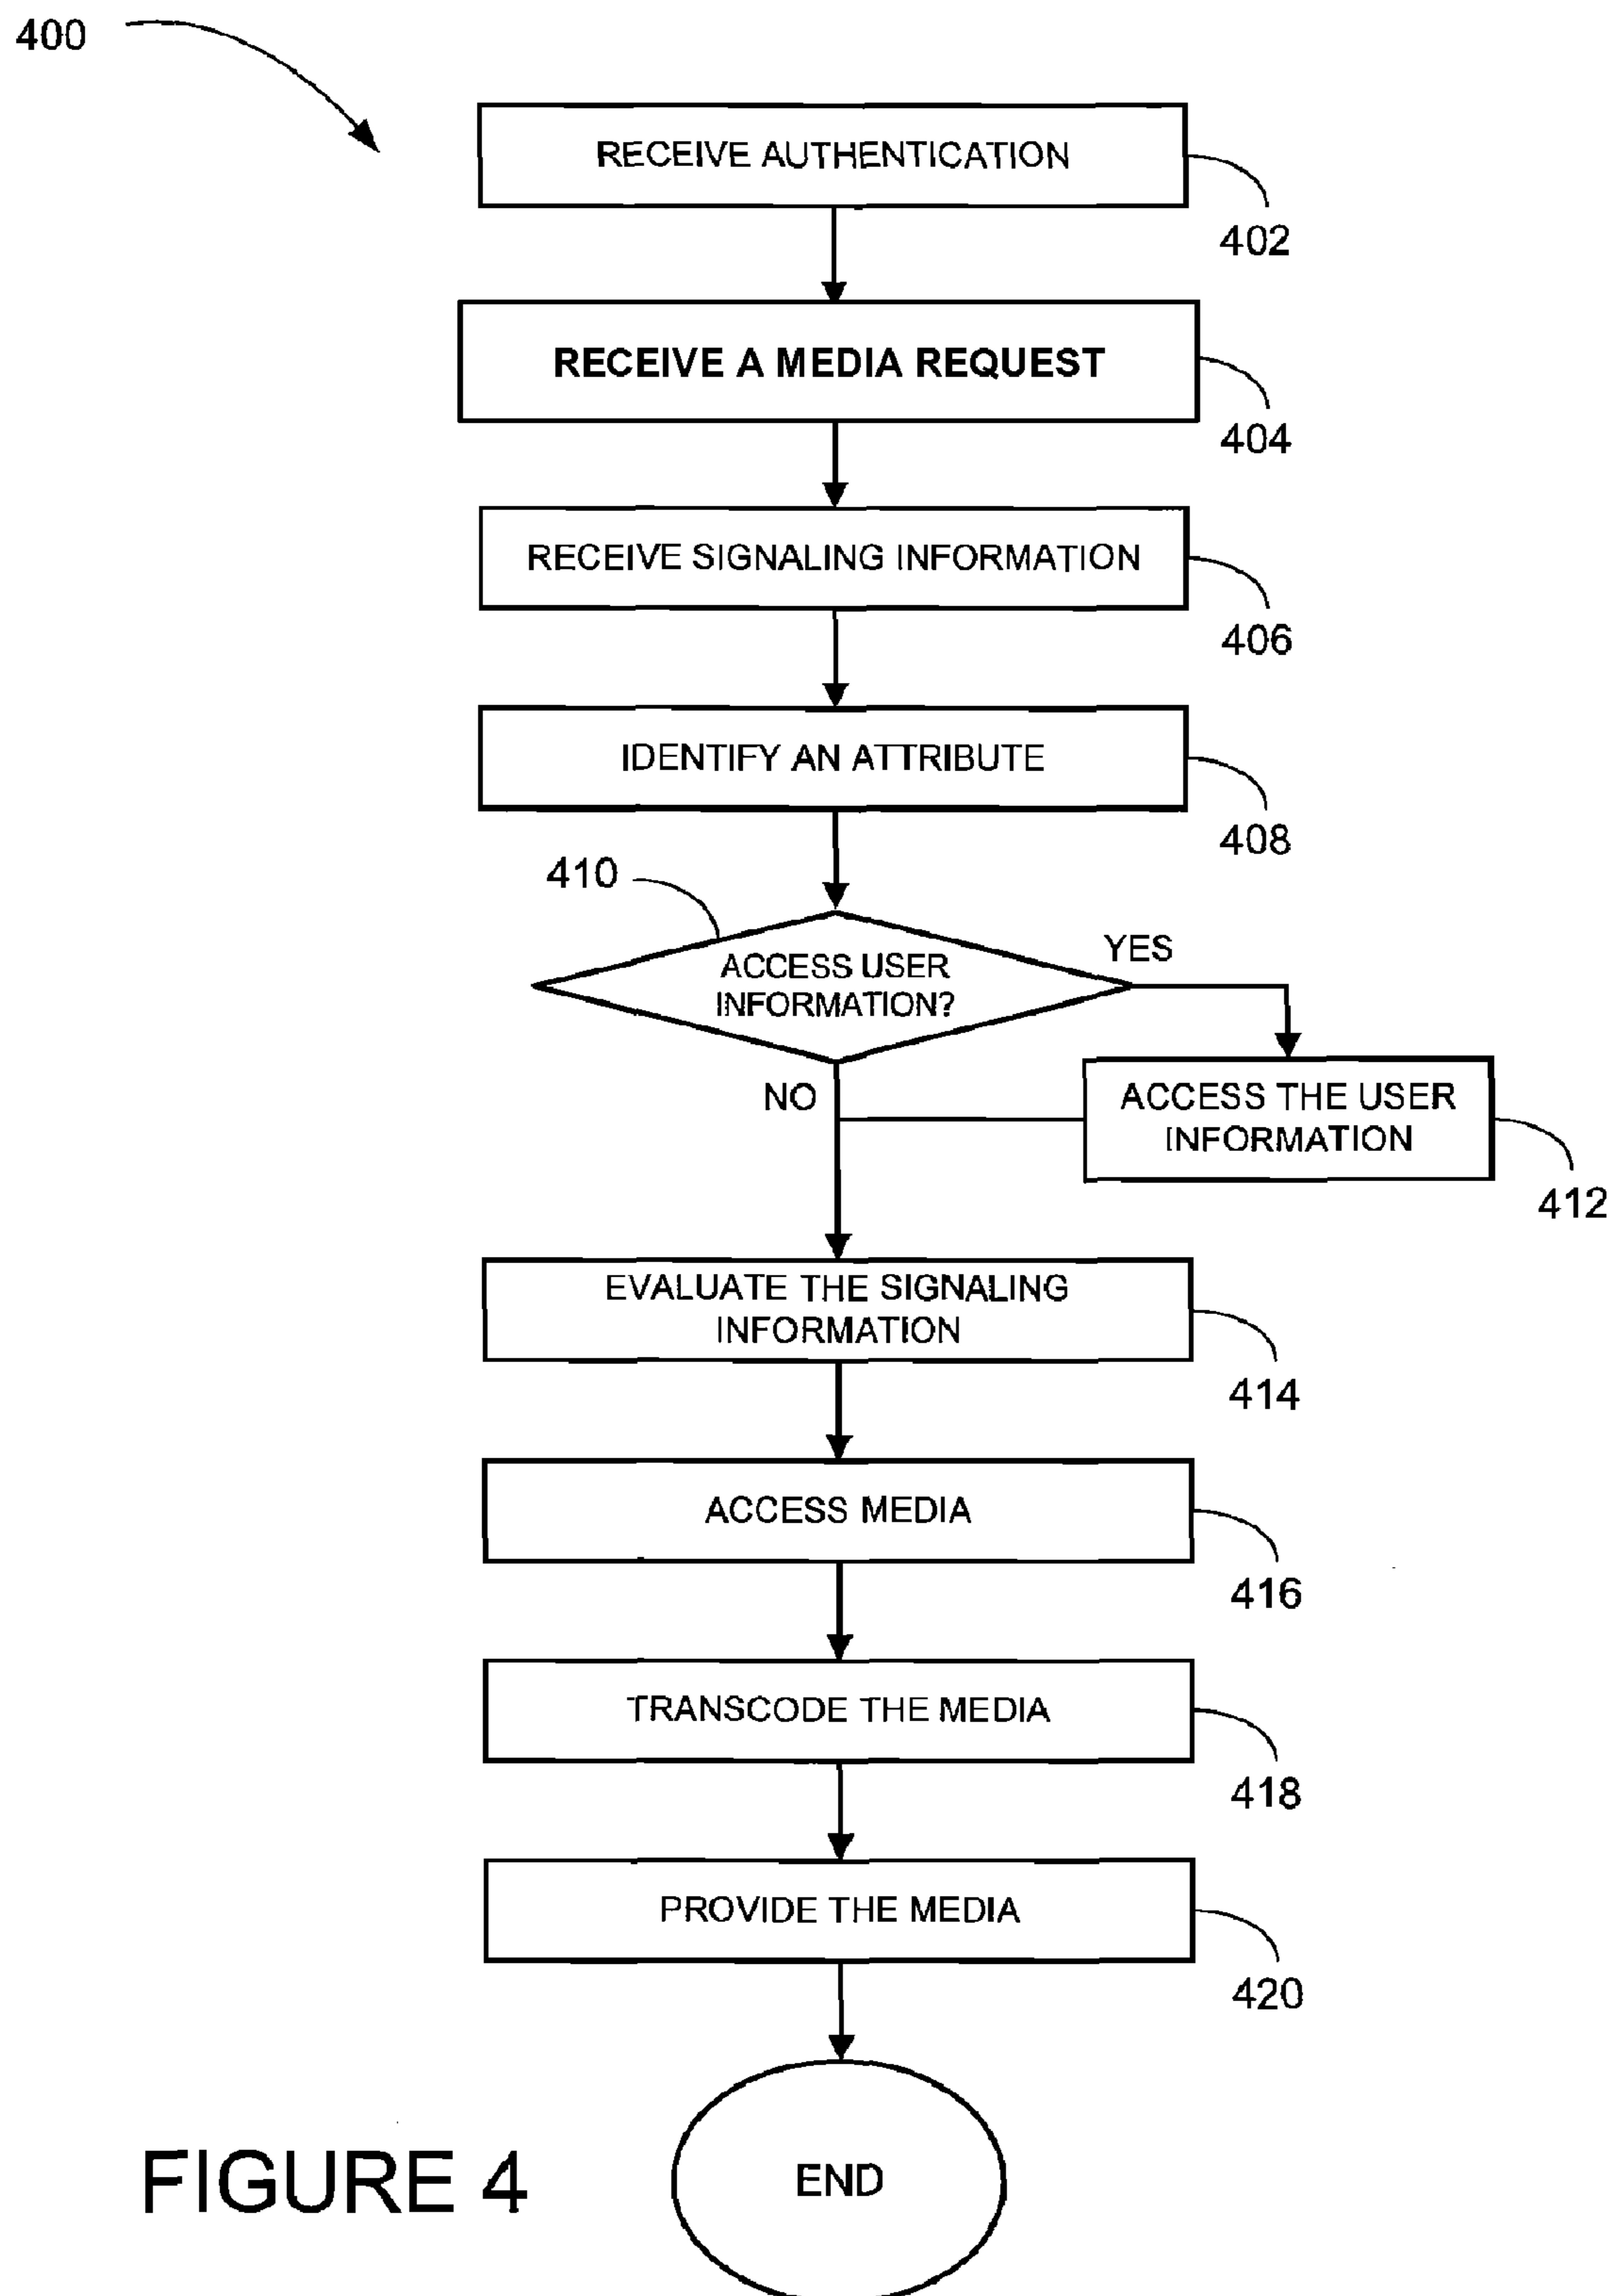 400
RECEIVE AUTHENTICATION
402
RECEIVE A MEDIA REQUEST
404
RECEIVE SIGNALING INFORMATION
406
IDENTIFY AN ATTRIBUTE
408
410
ACCESS USER
INFORMATION?
YES
NO
ACCESS THE USER
INFORMATION
412
EVALUATE THE SIGNALING
INFORMATION
414
ACCESS MEDIA
416
TRANSCODE THE MEDIA
418
PROVIDE THE MEDIA
420
END
FIGURE 4